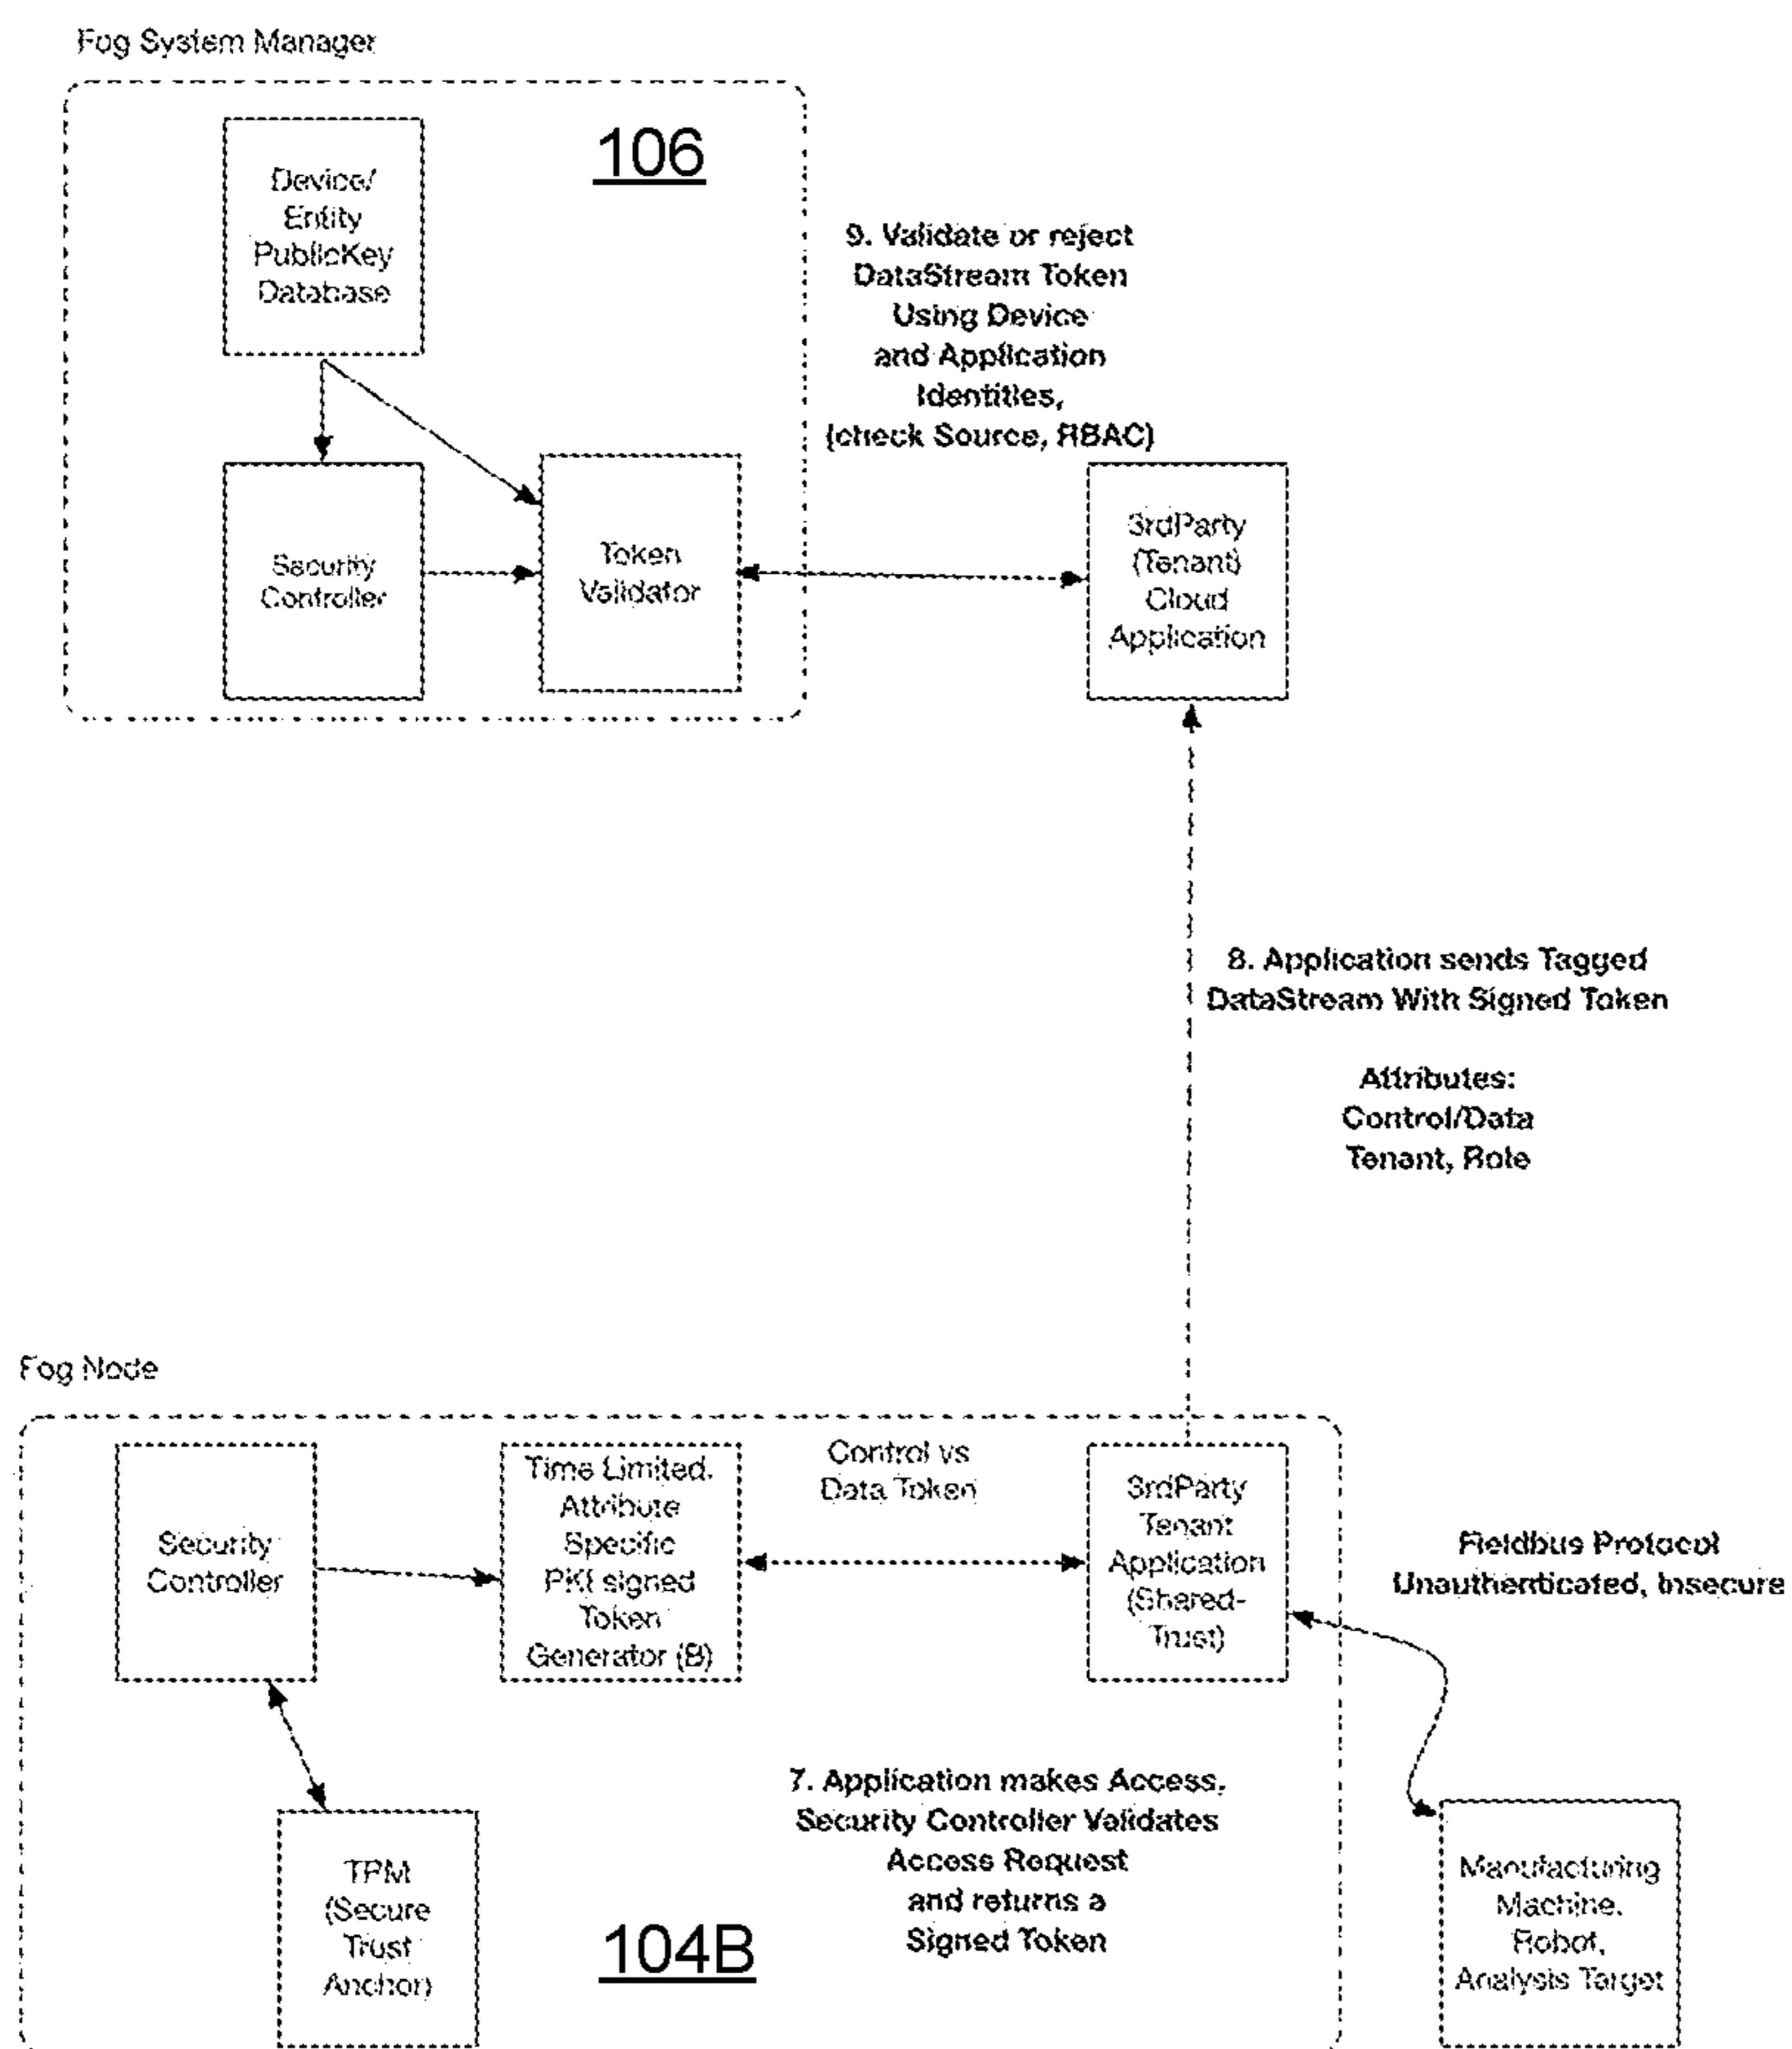 Fog System Manager
Device/
Entity
PublicKey
Database
106
9. Validate or reject
DataStream Token
Using Device
and Application
Identities,
(check Source, RBAC)
Security
Controller
Token
Validator
3rdParty
(Tenant)
Cloud
Application
8. Application sends Tagged
DataStream With Signed Token
Attributes:
Control/Data
Tenant, Role
Fog Node
Security
Controller
Time Limited,
Attribute
Specific
PKI signed
Token
Generator (B)
Control vs
Data Token
3rdParty
Tenant
Application
(Shared-
Trust)
Fieldbus Protocol
Unauthenticated, Insecure
7. Application makes Access,
Security Controller Validates
Access Request
and returns a
Signed Token
TPM
(Secure
Trust
Anchor)
104B
Manufacturing
Machine,
Robot,
Analysis Target